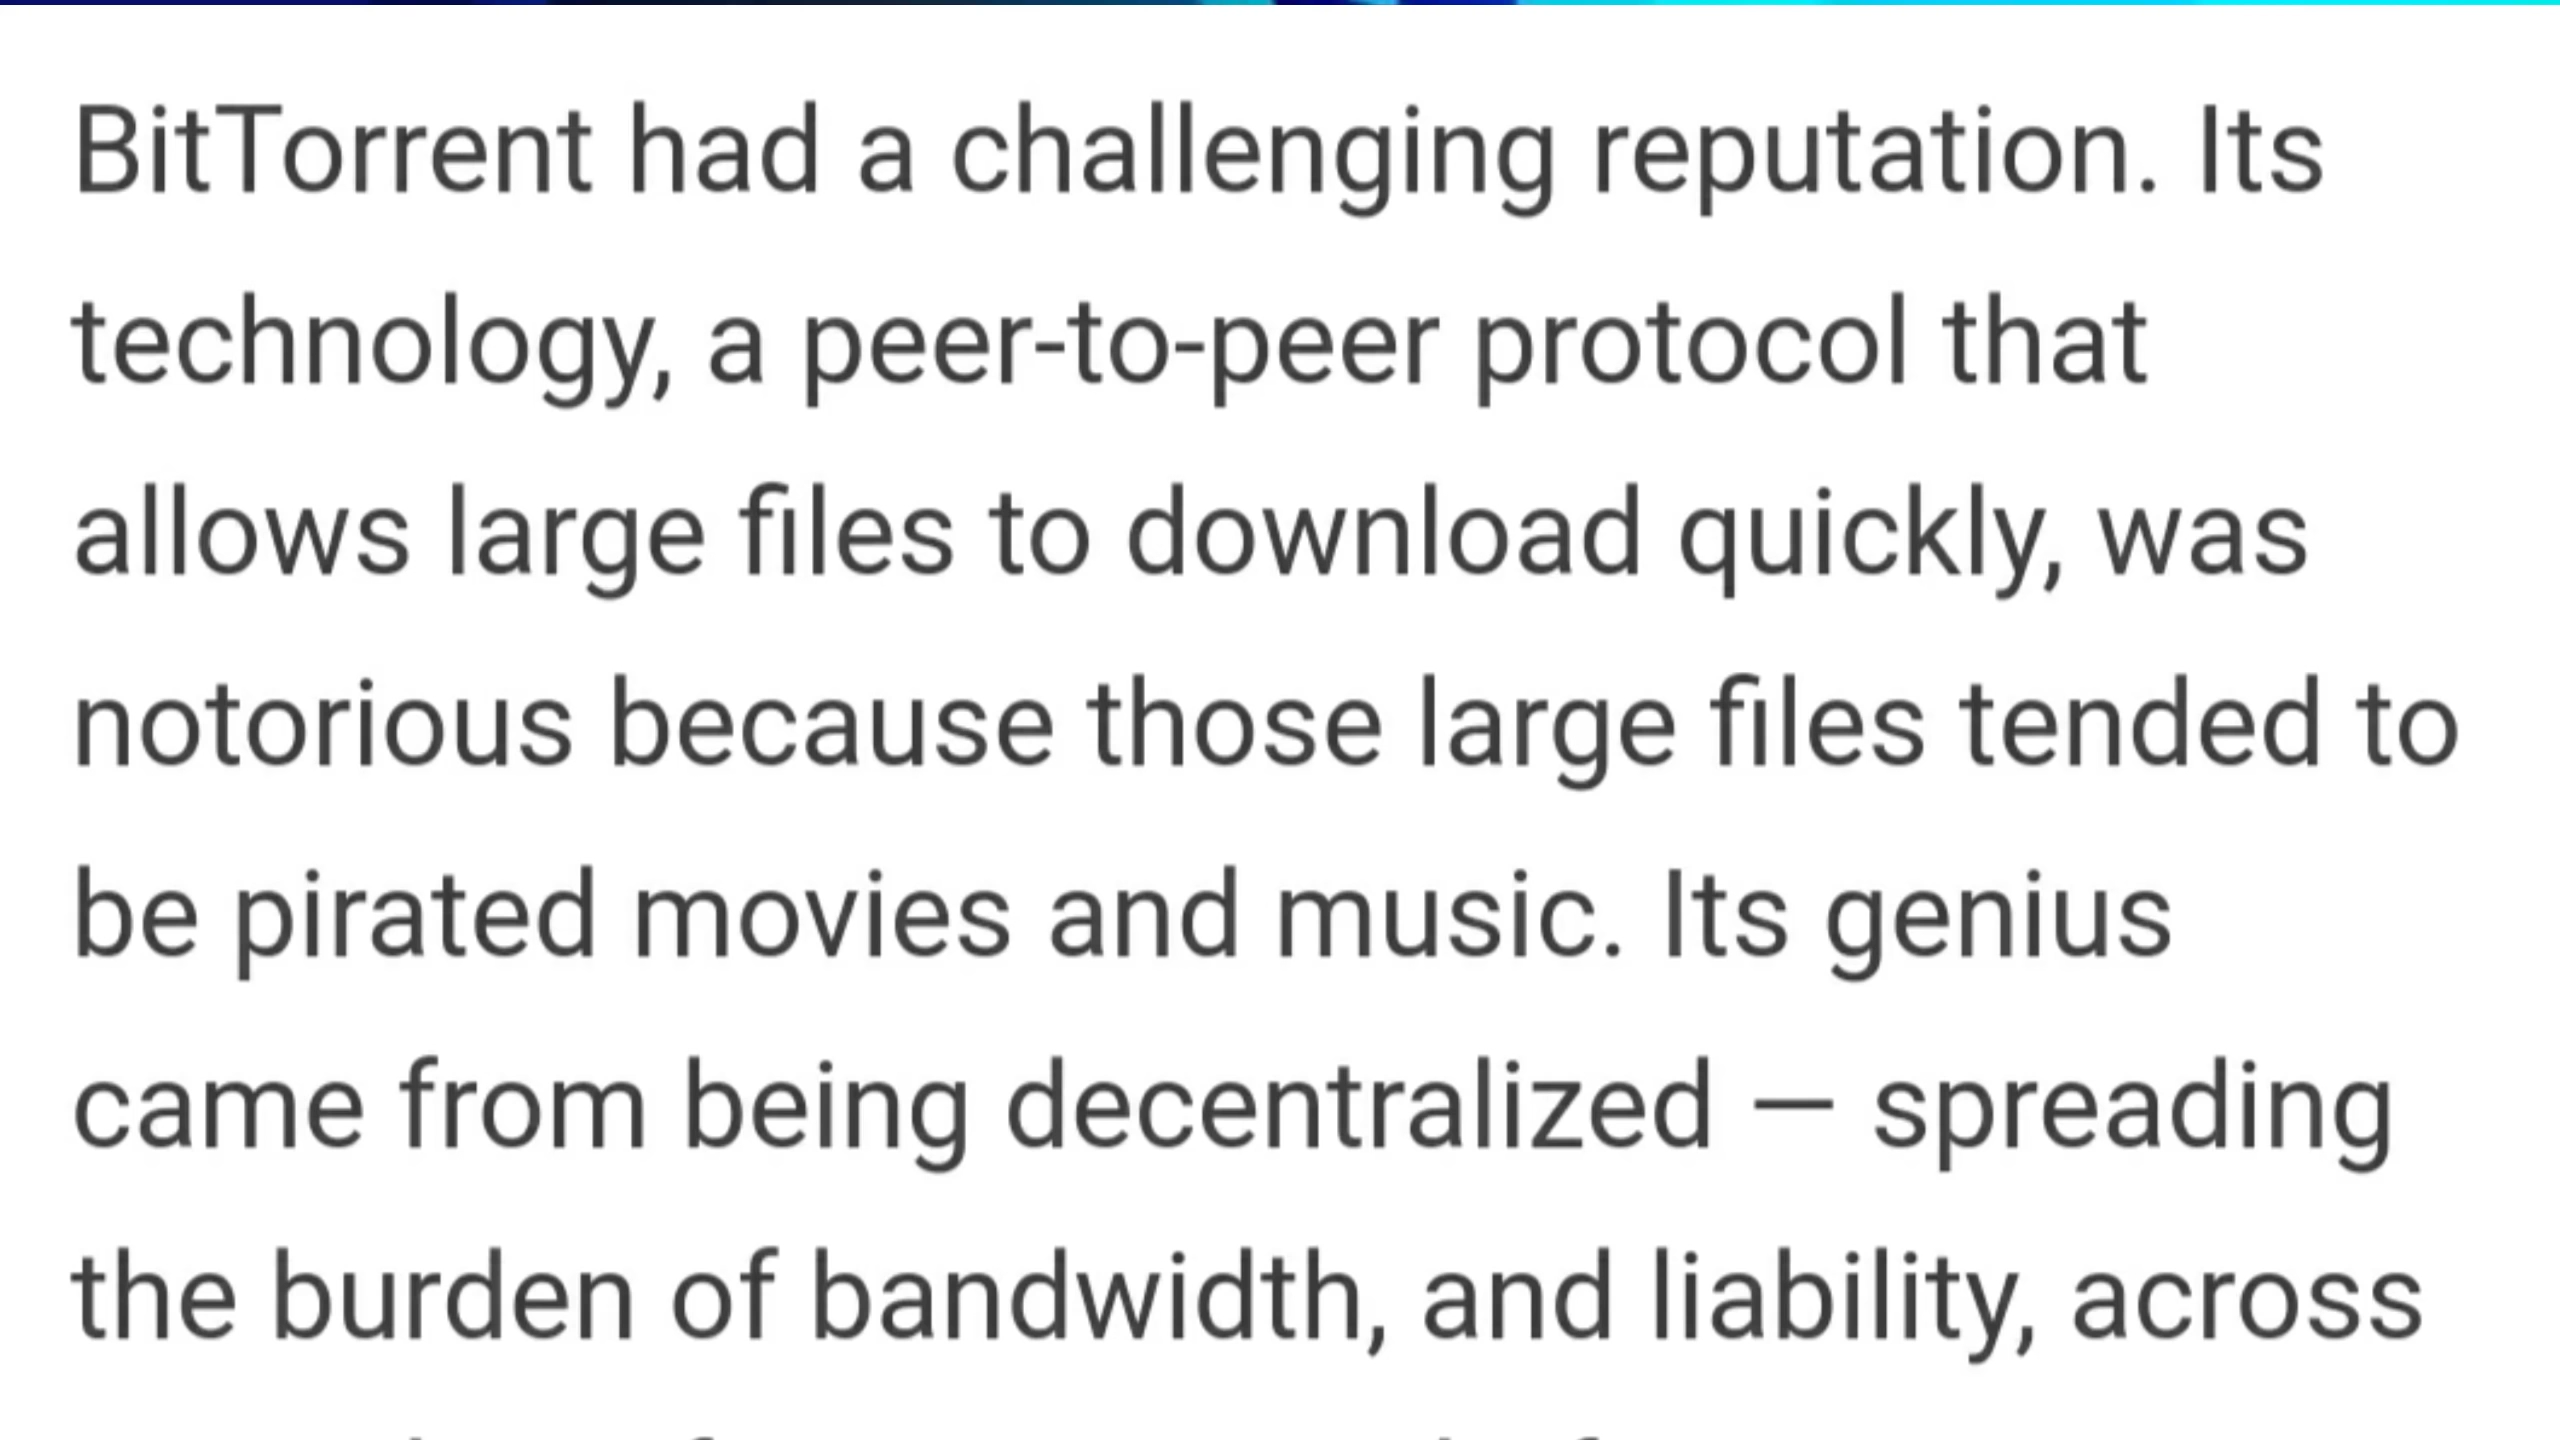 BitTorrent had a challenging reputation. Its
technology, a peer-to-peer protocol that
allows large files to download quickly, was
notorious because those large files tended to
be pirated movies and music. Its genius
came from being decentralized — spreading
the burden of bandwidth, and liability, across